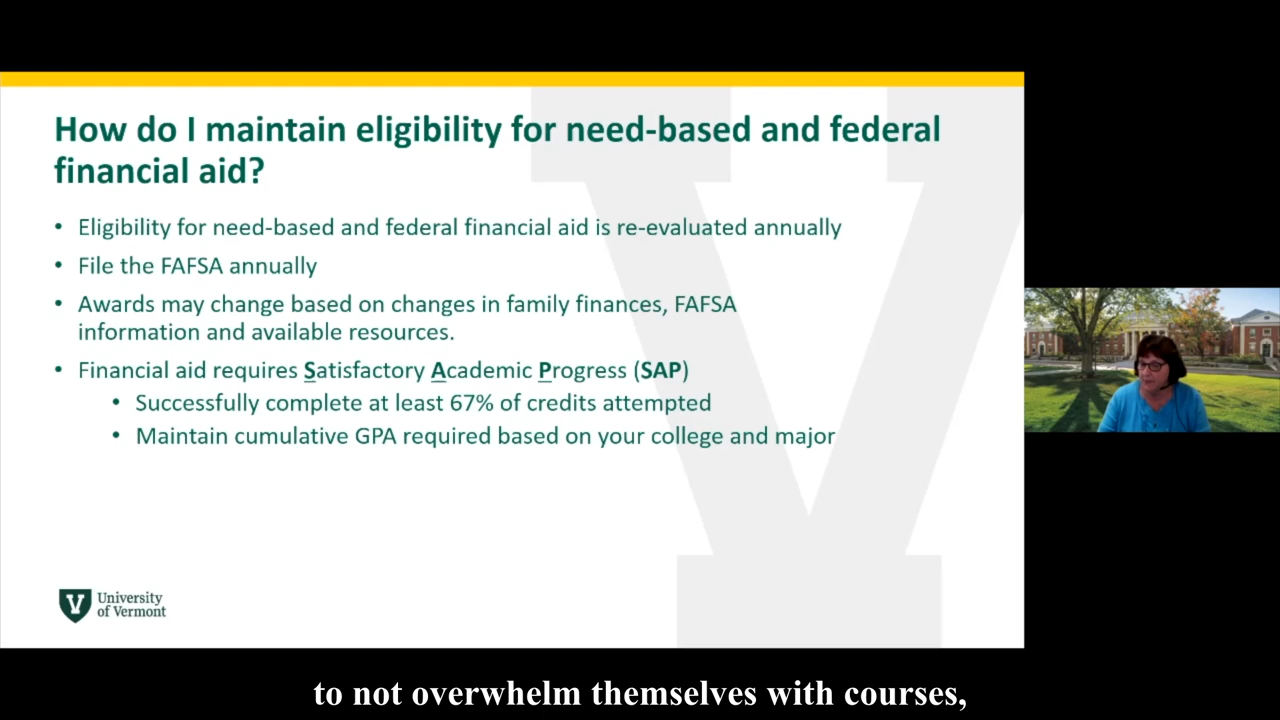 How do I maintain eligibility for need-based and federal
financial aid?
• Eligibility for need-based and federal financial aid is re-evaluated annually
• File the FAFSA annually
• Awards may change based on changes in family finances, FAFSA
information and available resources.
• Financial aid requires Satisfactory Academic Progress (SAP)
• Successfully complete at least 67% of credits attempted
• Maintain cumulative GPA required based on your college and major
V
University
of Vermont
to not overwhelm themselves with courses,